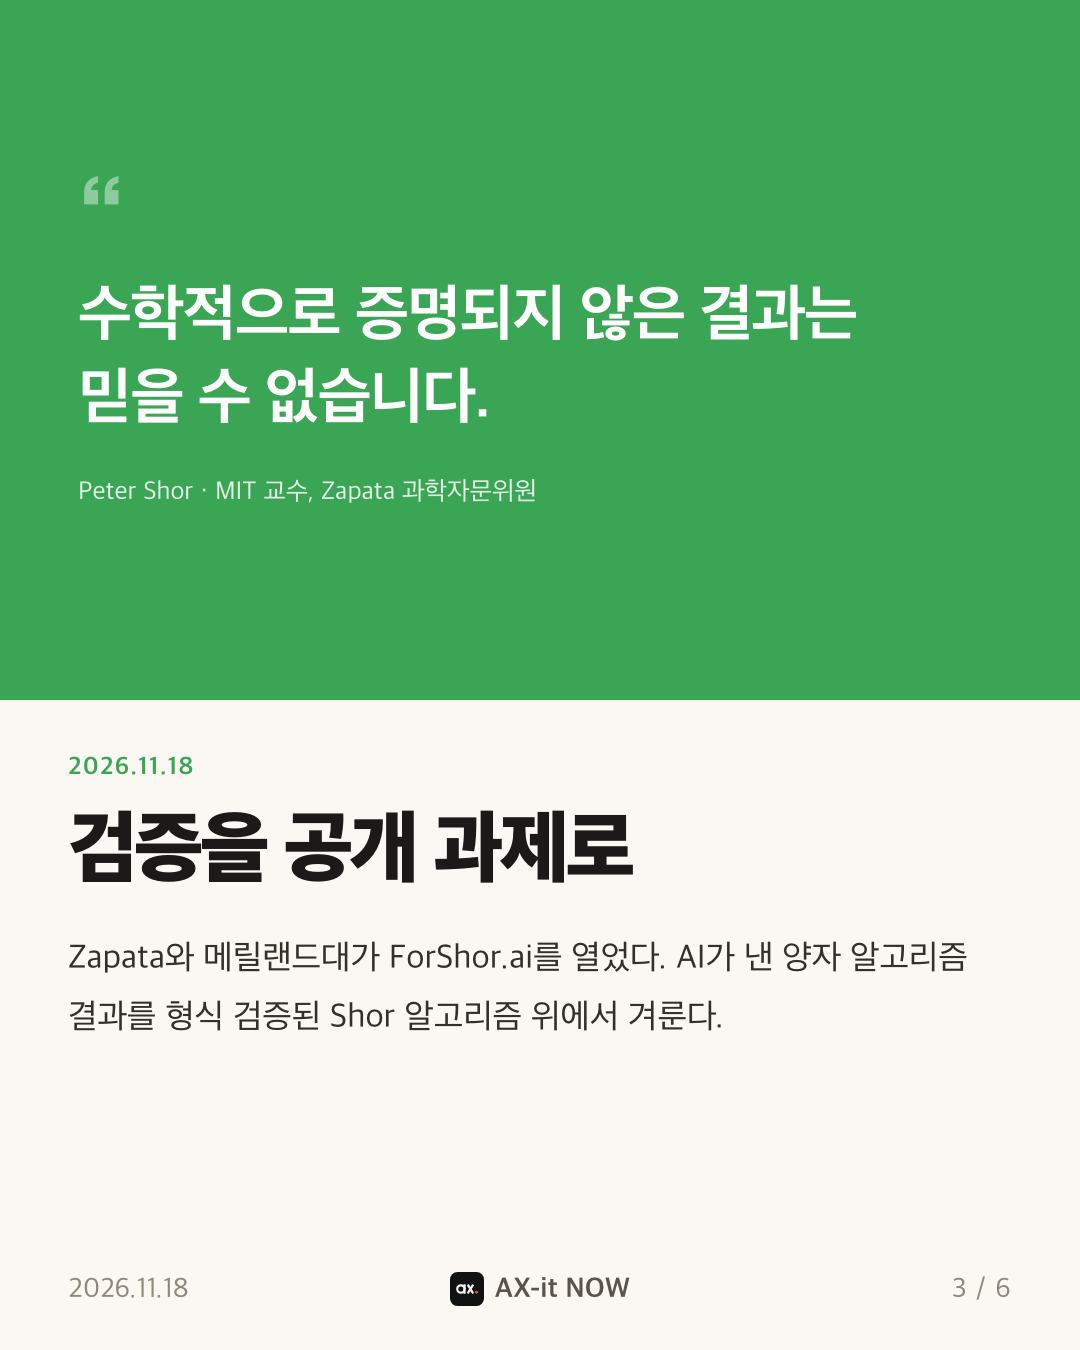 “
수학적으로 증명되지 않은 결과는
믿을 수 없습니다.
Peter Shor · MIT 교수, Zapata 과학자문위원
2026.11.18
검증을 공개 과제로
Zapata와 메릴랜드대가 ForShor.ai를 열었다. AI가 낸 양자 알고리즘
결과를 형식 검증된 Shor 알고리즘 위에서 겨룬다.
2026.11.18
ax.
AX-it NOW
3 / 6